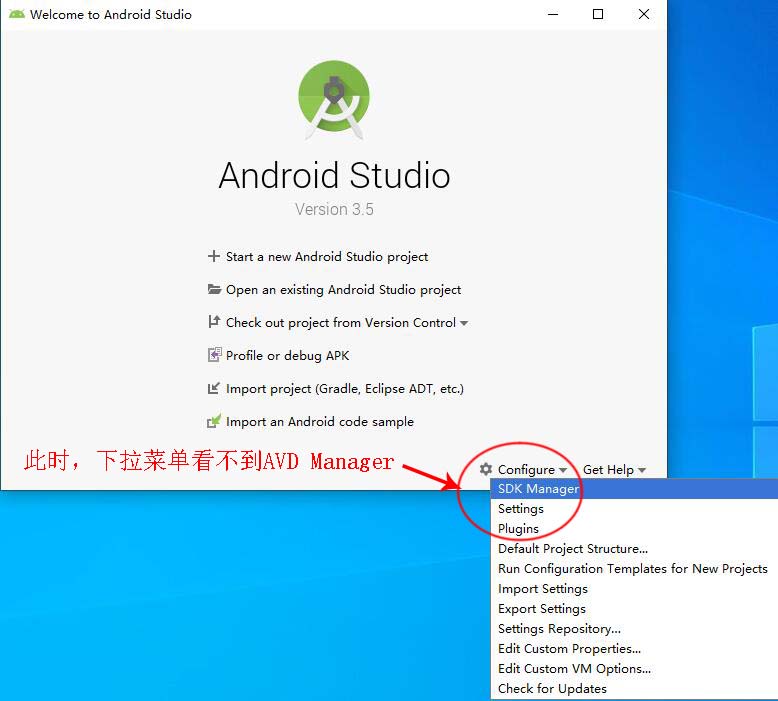 Welcome to Android Studio
Android Studio
Version 3.5
Start a new Android Studio project
Open an existing Android Studio project
Check out project from Version Control
Profile or debug APK
Import project (Gradle, Eclipse ADT, etc.)
Import an Android code sample
此时，下拉菜单看不到AVD Manager
Configure Get Help
SDK Manager
Settings
Plugins
Default Project Structure...
Run Configuration Templates for New Projects
Import Settings
Export Settings
Settings Repository...
Edit Custom Properties...
Edit Custom VM Options...
Check for Updates